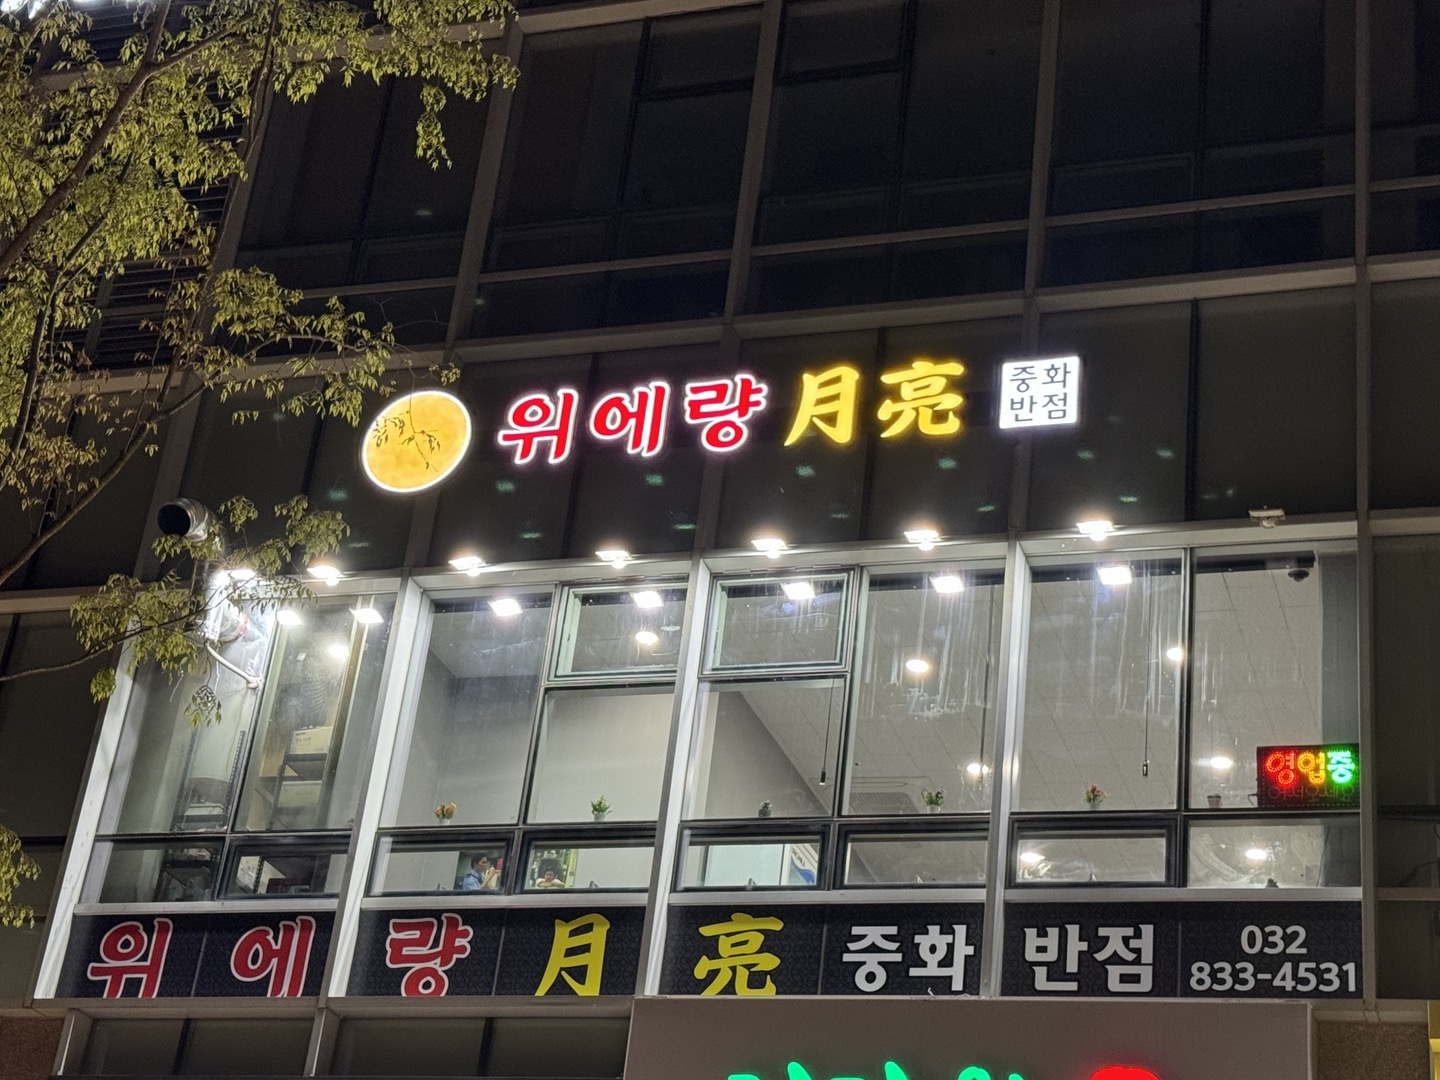 위에량 月亮 중화
반점
영업중
위에량 月亮 중화 반점 032
833-4531